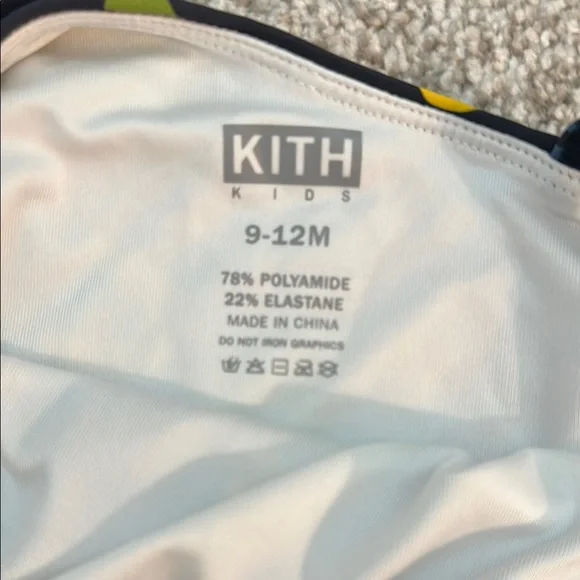 KITH
KIDS
9-12M
78% POLYAMIDE
22% ELASTANE
MADE IN CHINA
DO NOT IRON GRAPHICS